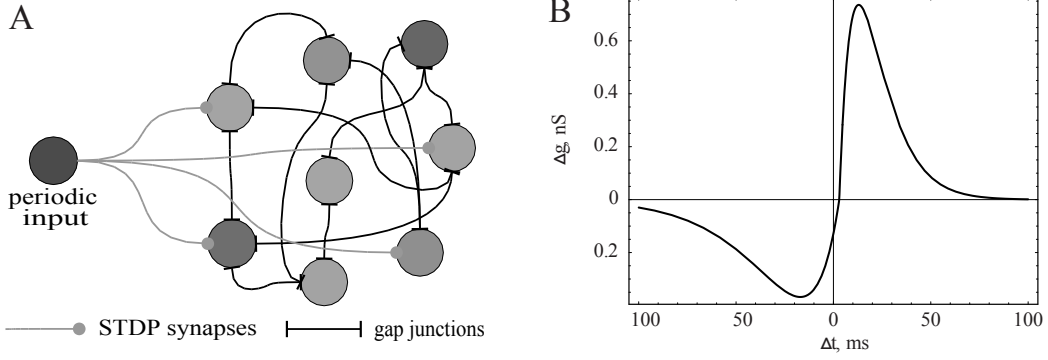 A
periodic
input
STDP synapses
gap junctions
B
Δg, nS
0.6
0.4
0.2
0
0.2
100
50
0
50
100
Δt, ms